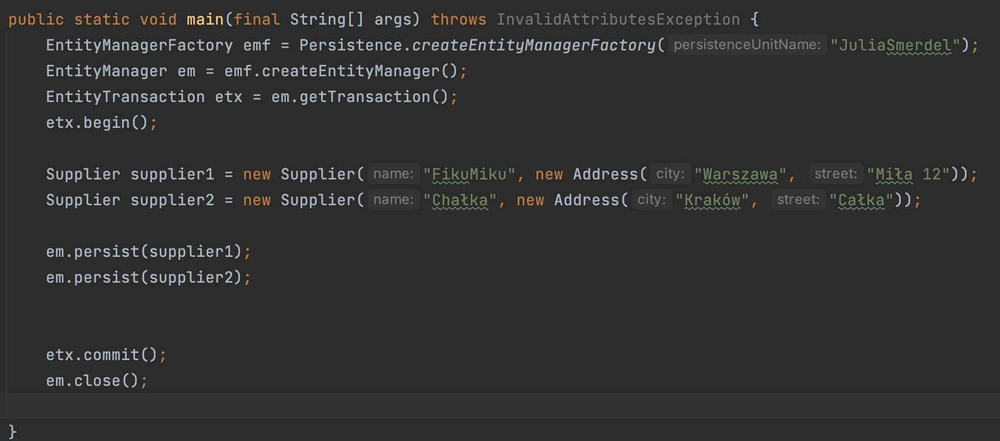 public static void main(final String[] args) throws InvalidAttributesException {
EntityManagerFactory emf = Persistence.createEntityManagerFactory( persistenceUnitName: "JuliaSmerdel");
EntityManager em = emf.createEntityManager();
EntityTransaction etx = em.getTransaction();
etx.begin();
Supplier supplier1 = new Supplier( name: "FikuMiku", new Address( city: "Warszawa", street: "Miła 12"));
Supplier supplier2 = new Supplier( name: "Chałka", new Address( city: "Kraków", street: "Całka"));
em.persist(supplier1);
em.persist(supplier2);
etx.commit();
em.close();
}